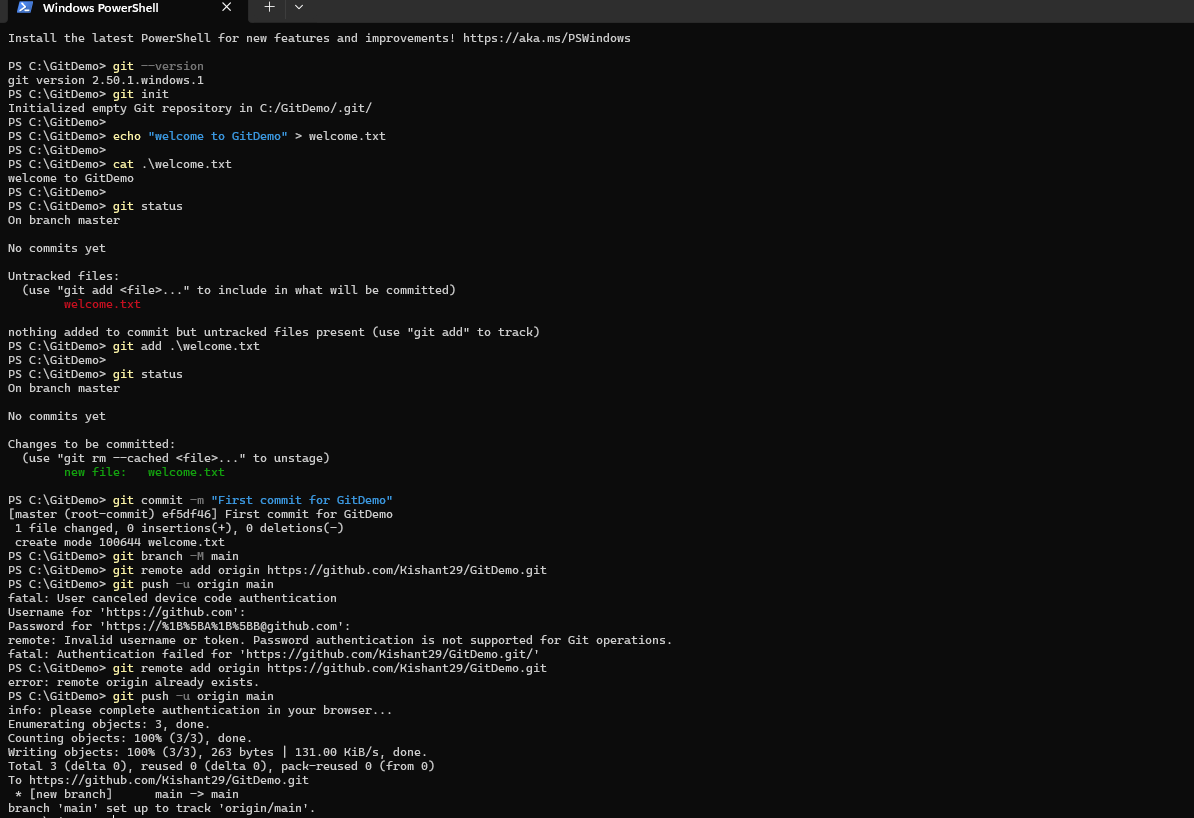 Windows PowerShell
Install the latest PowerShell for new features and improvements! https://aka.ms/PSWindows
PS C:\GitDemo> git --version
git version 2.50.1.windows.1
PS C:\GitDemo> git init
Initialized empty Git repository in C:/GitDemo/.git/
PS C:\GitDemo>
PS C:\GitDemo> echo "welcome to GitDemo" > welcome.txt
PS C:\GitDemo>
PS C:\GitDemo> cat .\welcome.txt
welcome to GitDemo
PS C:\GitDemo>
PS C:\GitDemo> git status
On branch master
No commits yet
Untracked files:
  (use "git add <file>..." to include in what will be committed)
        welcome.txt
nothing added to commit but untracked files present (use "git add" to track)
PS C:\GitDemo> git add .\welcome.txt
PS C:\GitDemo>
PS C:\GitDemo> git status
On branch master
No commits yet
Changes to be committed:
  (use "git rm --cached <file>..." to unstage)
        new file:   welcome.txt
PS C:\GitDemo> git commit -m "First commit for GitDemo"
[master (root-commit) ef5df46] First commit for GitDemo
 1 file changed, 0 insertions(+), 0 deletions(-)
 create mode 100644 welcome.txt
PS C:\GitDemo> git branch -M main
PS C:\GitDemo> git remote add origin https://github.com/Kishant29/GitDemo.git
PS C:\GitDemo> git push -u origin main
fatal: User canceled device code authentication
Username for 'https://github.com':
Password for 'https://%1B%5BA%1B%5BB@github.com':
remote: Invalid username or token. Password authentication is not supported for Git operations.
fatal: Authentication failed for 'https://github.com/Kishant29/GitDemo.git/'
PS C:\GitDemo> git remote add origin https://github.com/Kishant29/GitDemo.git
error: remote origin already exists.
PS C:\GitDemo> git push -u origin main
info: please complete authentication in your browser...
Enumerating objects: 3, done.
Counting objects: 100% (3/3), done.
Writing objects: 100% (3/3), 263 bytes | 131.00 KiB/s, done.
Total 3 (delta 0), reused 0 (delta 0), pack-reused 0 (from 0)
To https://github.com/Kishant29/GitDemo.git
 * [new branch]      main -> main
branch 'main' set up to track 'origin/main'.